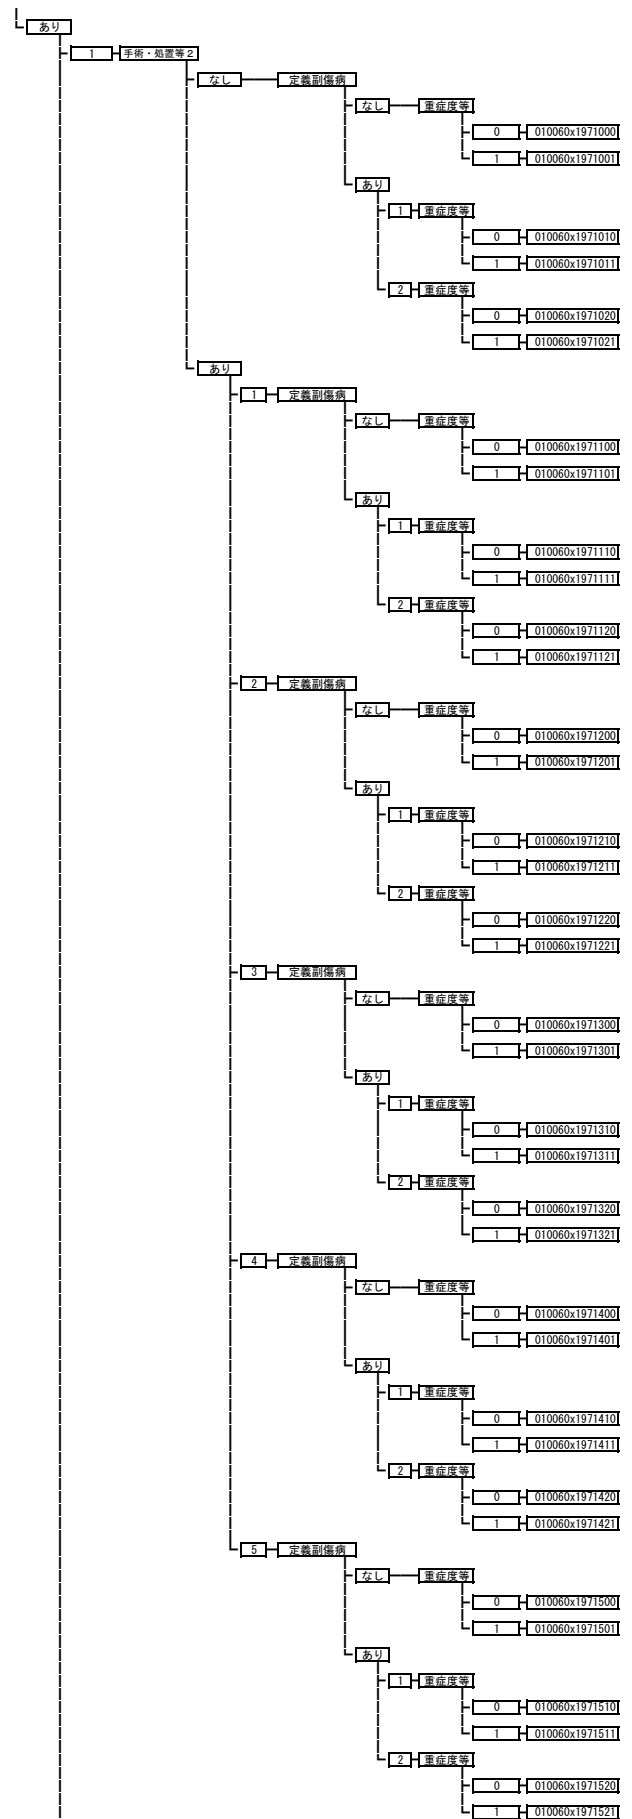 あり
1 手術・処置等2
なし 定義副傷病
なし 重症度等
0 010060x1971000
1 010060x1971001
あり
1 重症度等
0 010060x1971010
1 010060x1971011
2 重症度等
0 010060x1971020
1 010060x1971021
あり
1 定義副傷病
なし 重症度等
0 010060x1971100
1 010060x1971101
あり
1 重症度等
0 010060x1971110
1 010060x1971111
2 重症度等
0 010060x1971120
1 010060x1971121
2 定義副傷病
なし 重症度等
0 010060x1971200
1 010060x1971201
あり
1 重症度等
0 010060x1971210
1 010060x1971211
2 重症度等
0 010060x1971220
1 010060x1971221
3 定義副傷病
なし 重症度等
0 010060x1971300
1 010060x1971301
あり
1 重症度等
0 010060x1971310
1 010060x1971311
2 重症度等
0 010060x1971320
1 010060x1971321
4 定義副傷病
なし 重症度等
0 010060x1971400
1 010060x1971401
あり
1 重症度等
0 010060x1971410
1 010060x1971411
2 重症度等
0 010060x1971420
1 010060x1971421
5 定義副傷病
なし 重症度等
0 010060x1971500
1 010060x1971501
あり
1 重症度等
0 010060x1971510
1 010060x1971511
2 重症度等
0 010060x1971520
1 010060x1971521